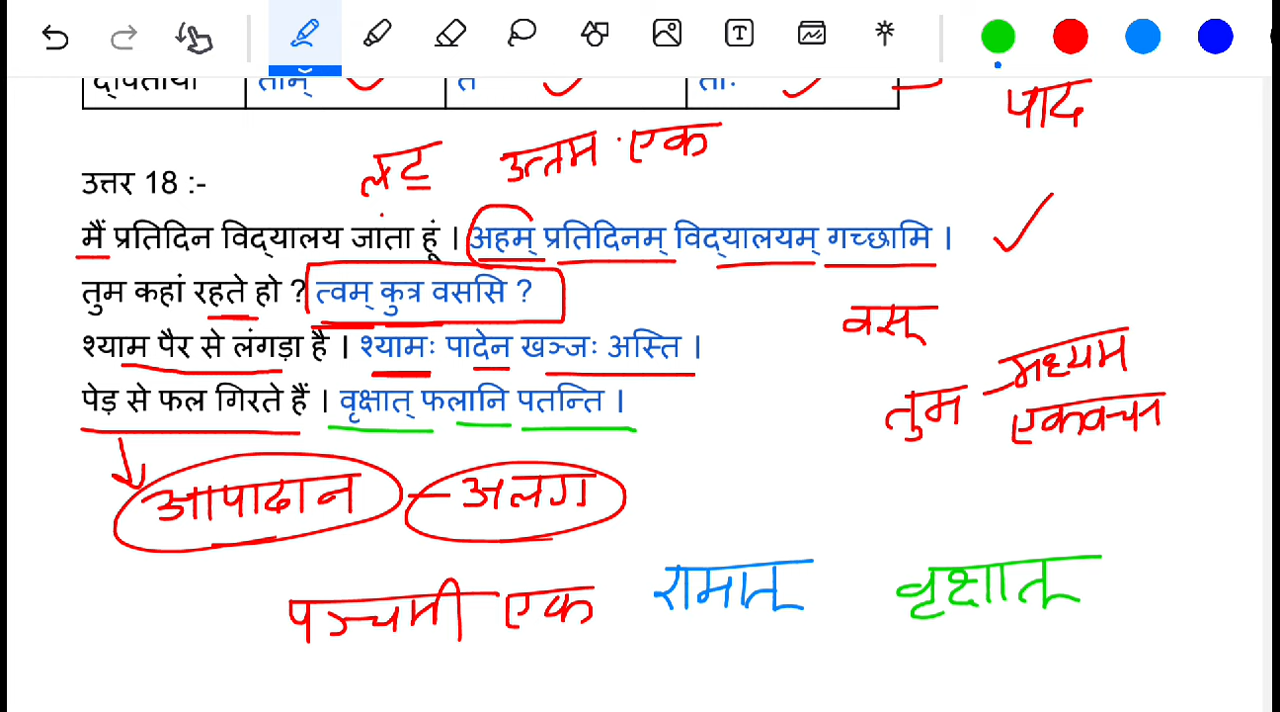 द्वितीया तान् ते ताः
पाद
लट् उत्तम एक
उत्तर 18 :-
मैं प्रतिदिन विद्यालय जांता हूं । अहम् प्रतिदिनम् विद्यालयम् गच्छामि ।
तुम कहां रहते हो ? त्वम् कुत्र वससि ?
वस्
श्याम पैर से लंगड़ा है । श्यामः पादेन खञ्जः अस्ति ।
मध्यम
पेड़ से फल गिरते हैं । वृक्षात् फलानि पतन्ति ।
तुम एकवचन
आपादान – अलग
पञ्चमी एक रामात् वृक्षात्